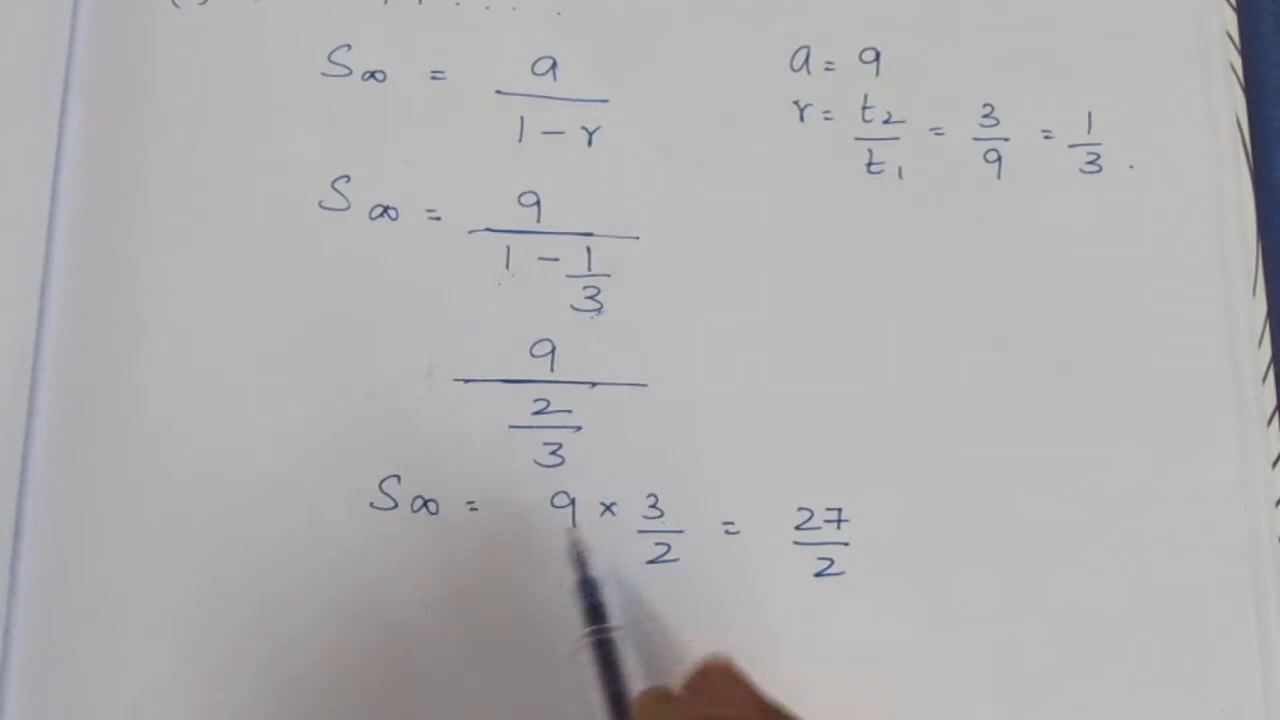 S∞ = a / (1 - r)
a = 9
r = t₂/t₁ = 3/9 = 1/3 .
S∞ = 9 / (1 - 1/3)
9 / (2/3)
S∞ = 9 × 3/2 = 27/2